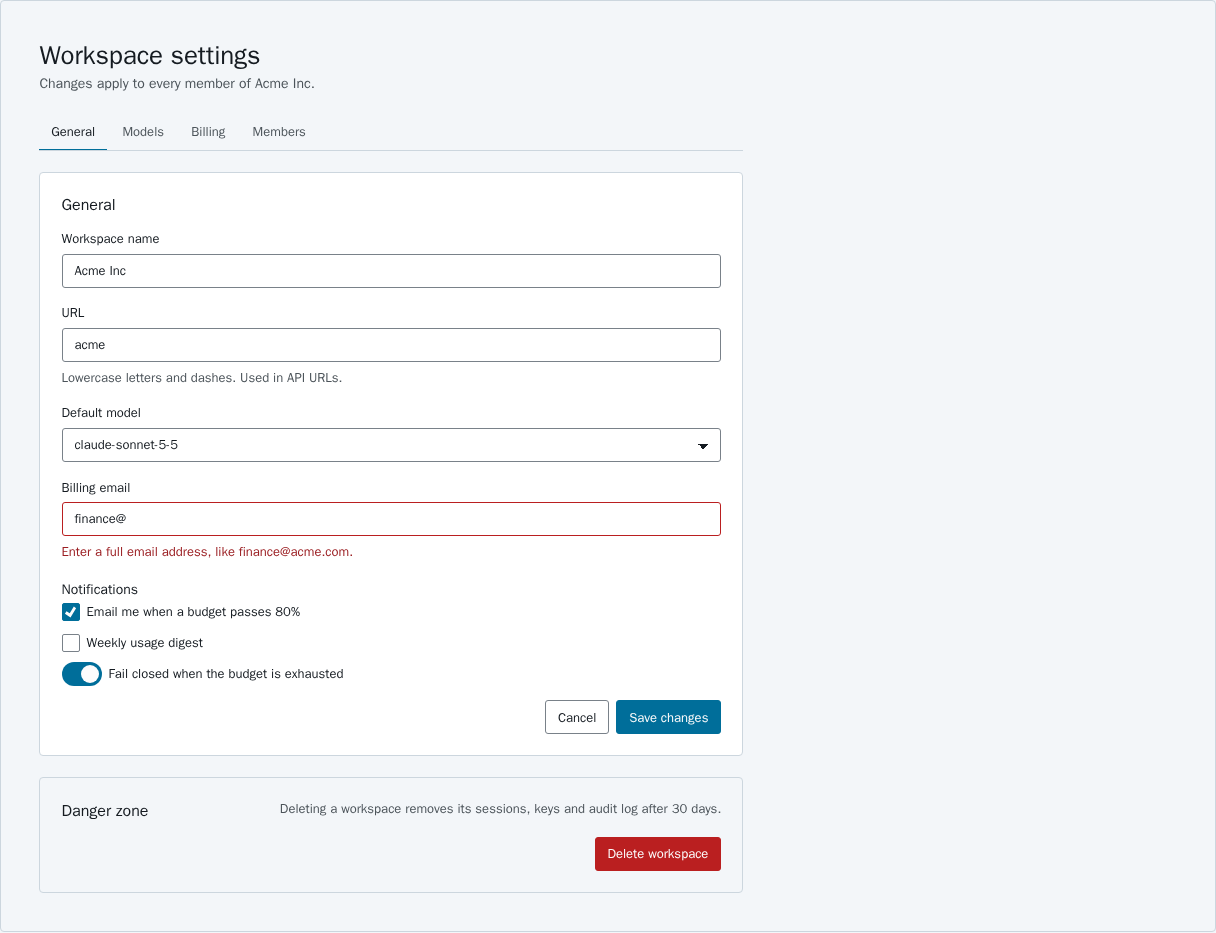 Workspace settings
Changes apply to every member of Acme Inc.
General Models Billing Members
General
Workspace name
Acme Inc
URL
acme
Lowercase letters and dashes. Used in API URLs.
Default model
claude-sonnet-5-5
Billing email
finance@
Enter a full email address, like finance@acme.com.
Notifications
Email me when a budget passes 80%
Weekly usage digest
Fail closed when the budget is exhausted
Cancel Save changes
Danger zone
Deleting a workspace removes its sessions, keys and audit log after 30 days.
Delete workspace